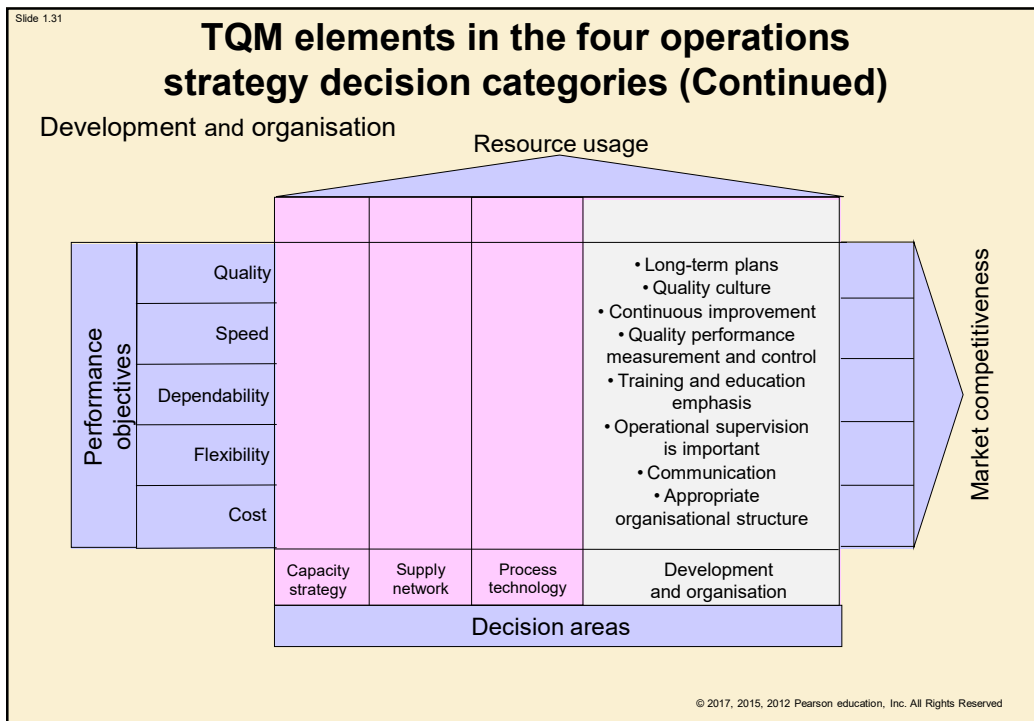 Slide 1.31
TQM elements in the four operations
strategy decision categories (Continued)
Development and organisation
Resource usage
Performance
objectives
Quality
Speed
Dependability
Flexibility
Cost
• Long-term plans
• Quality culture
• Continuous improvement
• Quality performance
measurement and control
• Training and education
emphasis
• Operational supervision
is important
• Communication
• Appropriate
organisational structure
Market competitiveness
Capacity
strategy
Supply
network
Process
technology
Development
and organisation
Decision areas
© 2017, 2015, 2012 Pearson education, Inc. All Rights Reserved